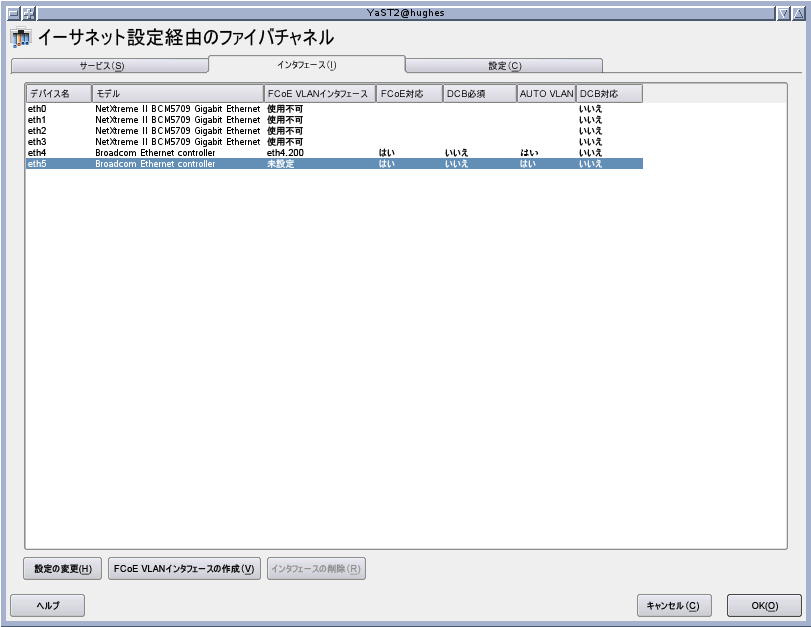 YaST2@hughes
イーサネット設定経由のファイバチャネル
サービス(S) インタフェース(I) 設定(C)
デバイス名 モデル FCoE VLANインタフェース FCoE対応 DCB必須 AUTO VLAN DCB対応
eth0 NetXtreme II BCM5709 Gigabit Ethernet 使用不可 いいえ
eth1 NetXtreme II BCM5709 Gigabit Ethernet 使用不可 いいえ
eth2 NetXtreme II BCM5709 Gigabit Ethernet 使用不可 いいえ
eth3 NetXtreme II BCM5709 Gigabit Ethernet 使用不可 いいえ
eth4 Broadcom Ethernet controller eth4.200 はい いいえ はい いいえ
eth5 Broadcom Ethernet controller 未設定 はい いいえ はい いいえ
設定の変更(H) FCoE VLANインタフェースの作成(V) インタフェースの削除(R)
ヘルプ キャンセル(C) OK(O)